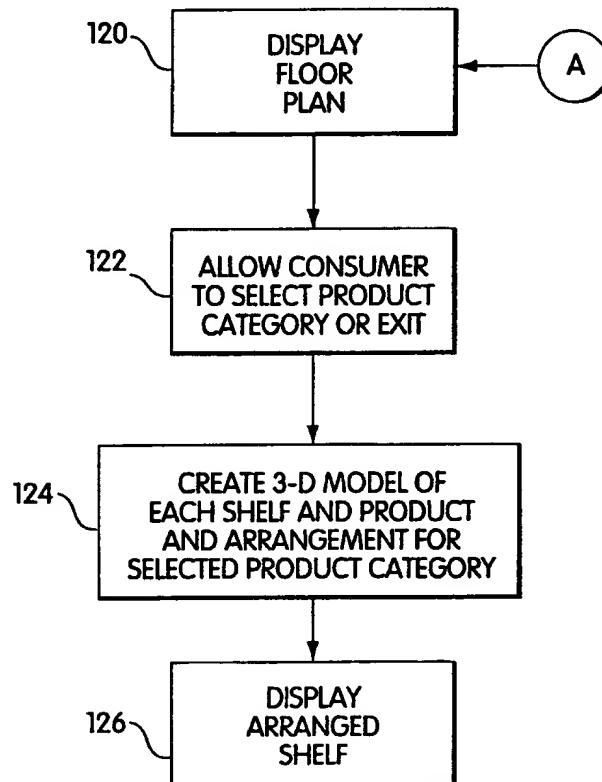 120
DISPLAY
FLOOR
PLAN
A
122
ALLOW CONSUMER
TO SELECT PRODUCT
CATEGORY OR EXIT
124
CREATE 3-D MODEL OF
EACH SHELF AND PRODUCT
AND ARRANGEMENT FOR
SELECTED PRODUCT CATEGORY
126
DISPLAY
ARRANGED
SHELF